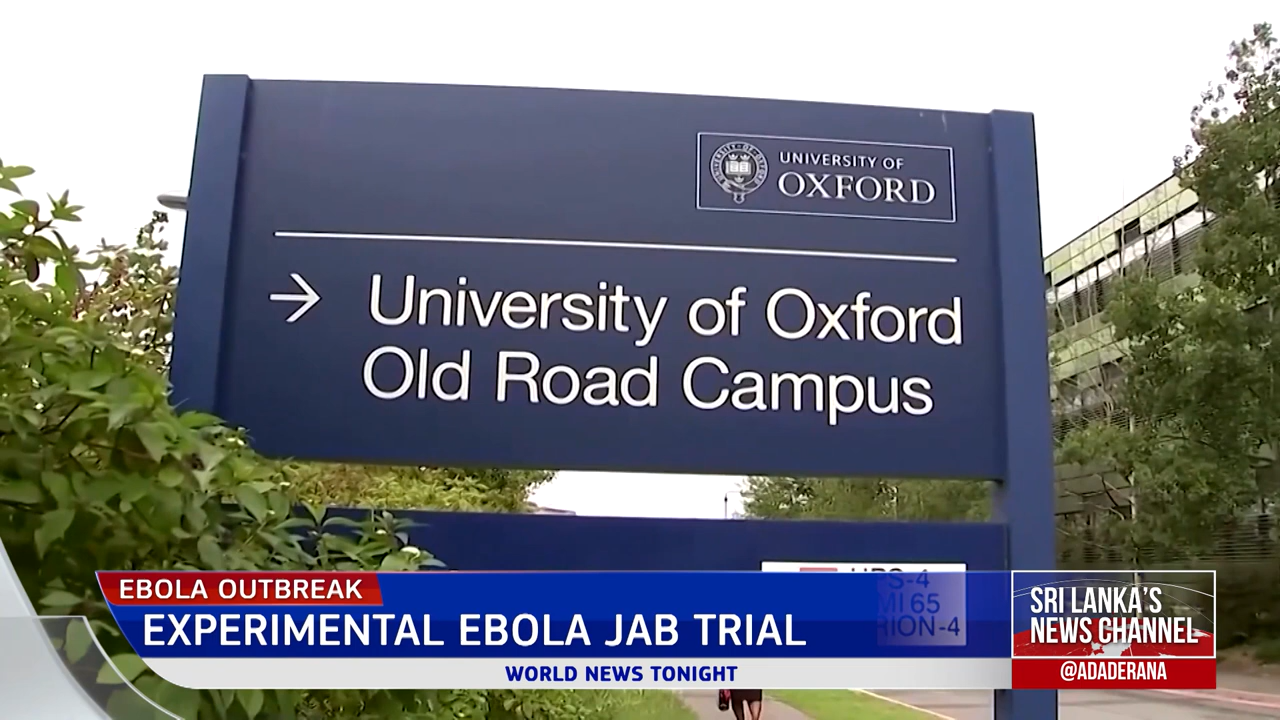 UNIVERSITY OF
OXFORD
→ University of Oxford
Old Road Campus
EBOLA OUTBREAK
EXPERIMENTAL EBOLA JAB TRIAL
WORLD NEWS TONIGHT
SRI LANKA'S
NEWS CHANNEL
@ADADERANA